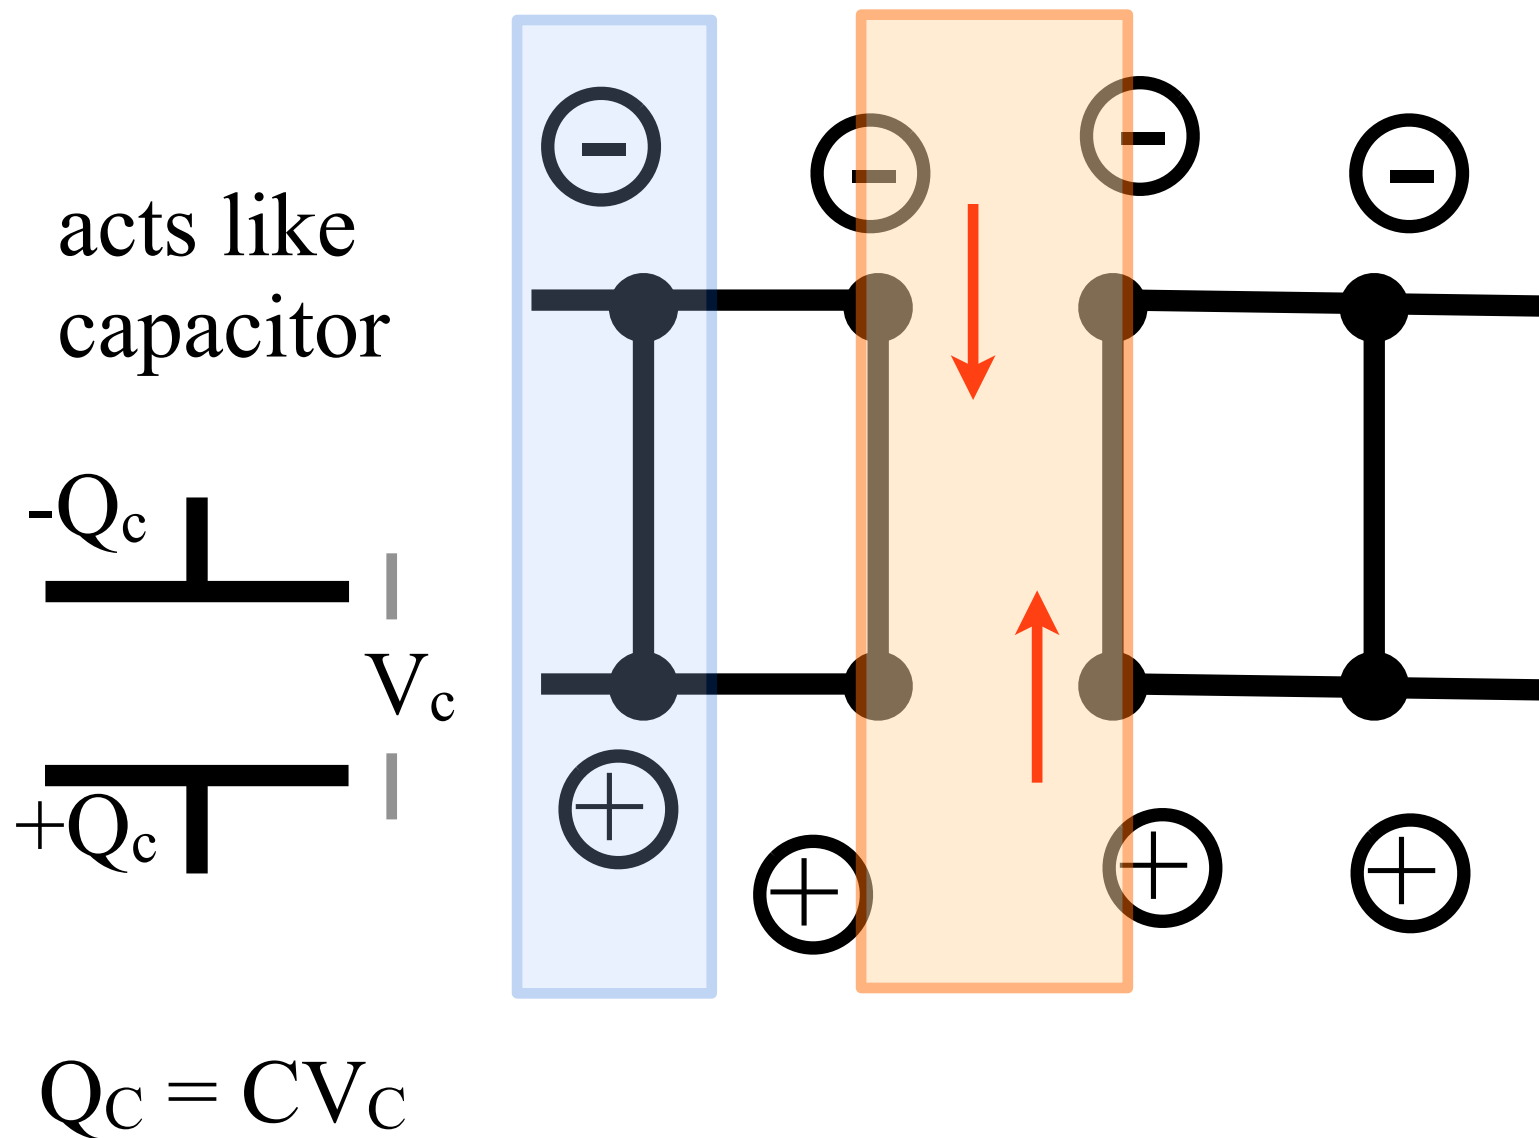 acts like
capacitor
-Qc
Vc
+Qc
QC = CVC
- - - -
+ + + +